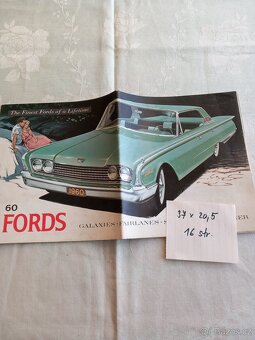 The Finest Fords of a Lifetime
1960
60
FORDS
GALAXIES • FAIRLANES •
37 x 20,5
16 str.